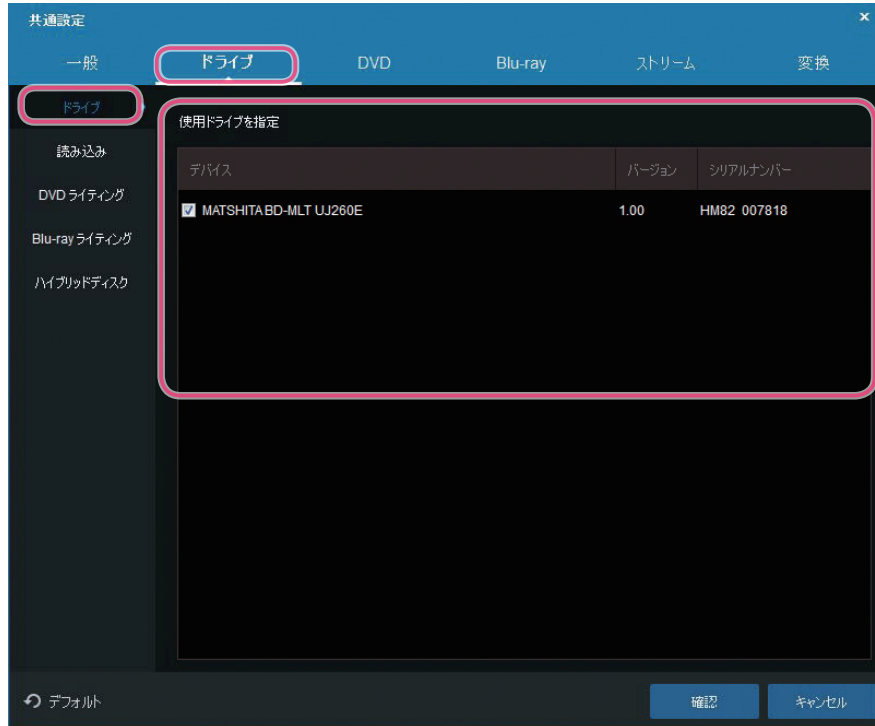 共通設定
×
一般 ドライブ DVD Blu-ray ストリーム 変換
ドライブ
読み込み
DVD ライティング
Blu-ray ライティング
ハイブリッドディスク
使用ドライブを指定
デバイス バージョン シリアルナンバー
MATSHITA BD-MLT UJ260E 1.00 HM82 007818
デフォルト 確認 キャンセル